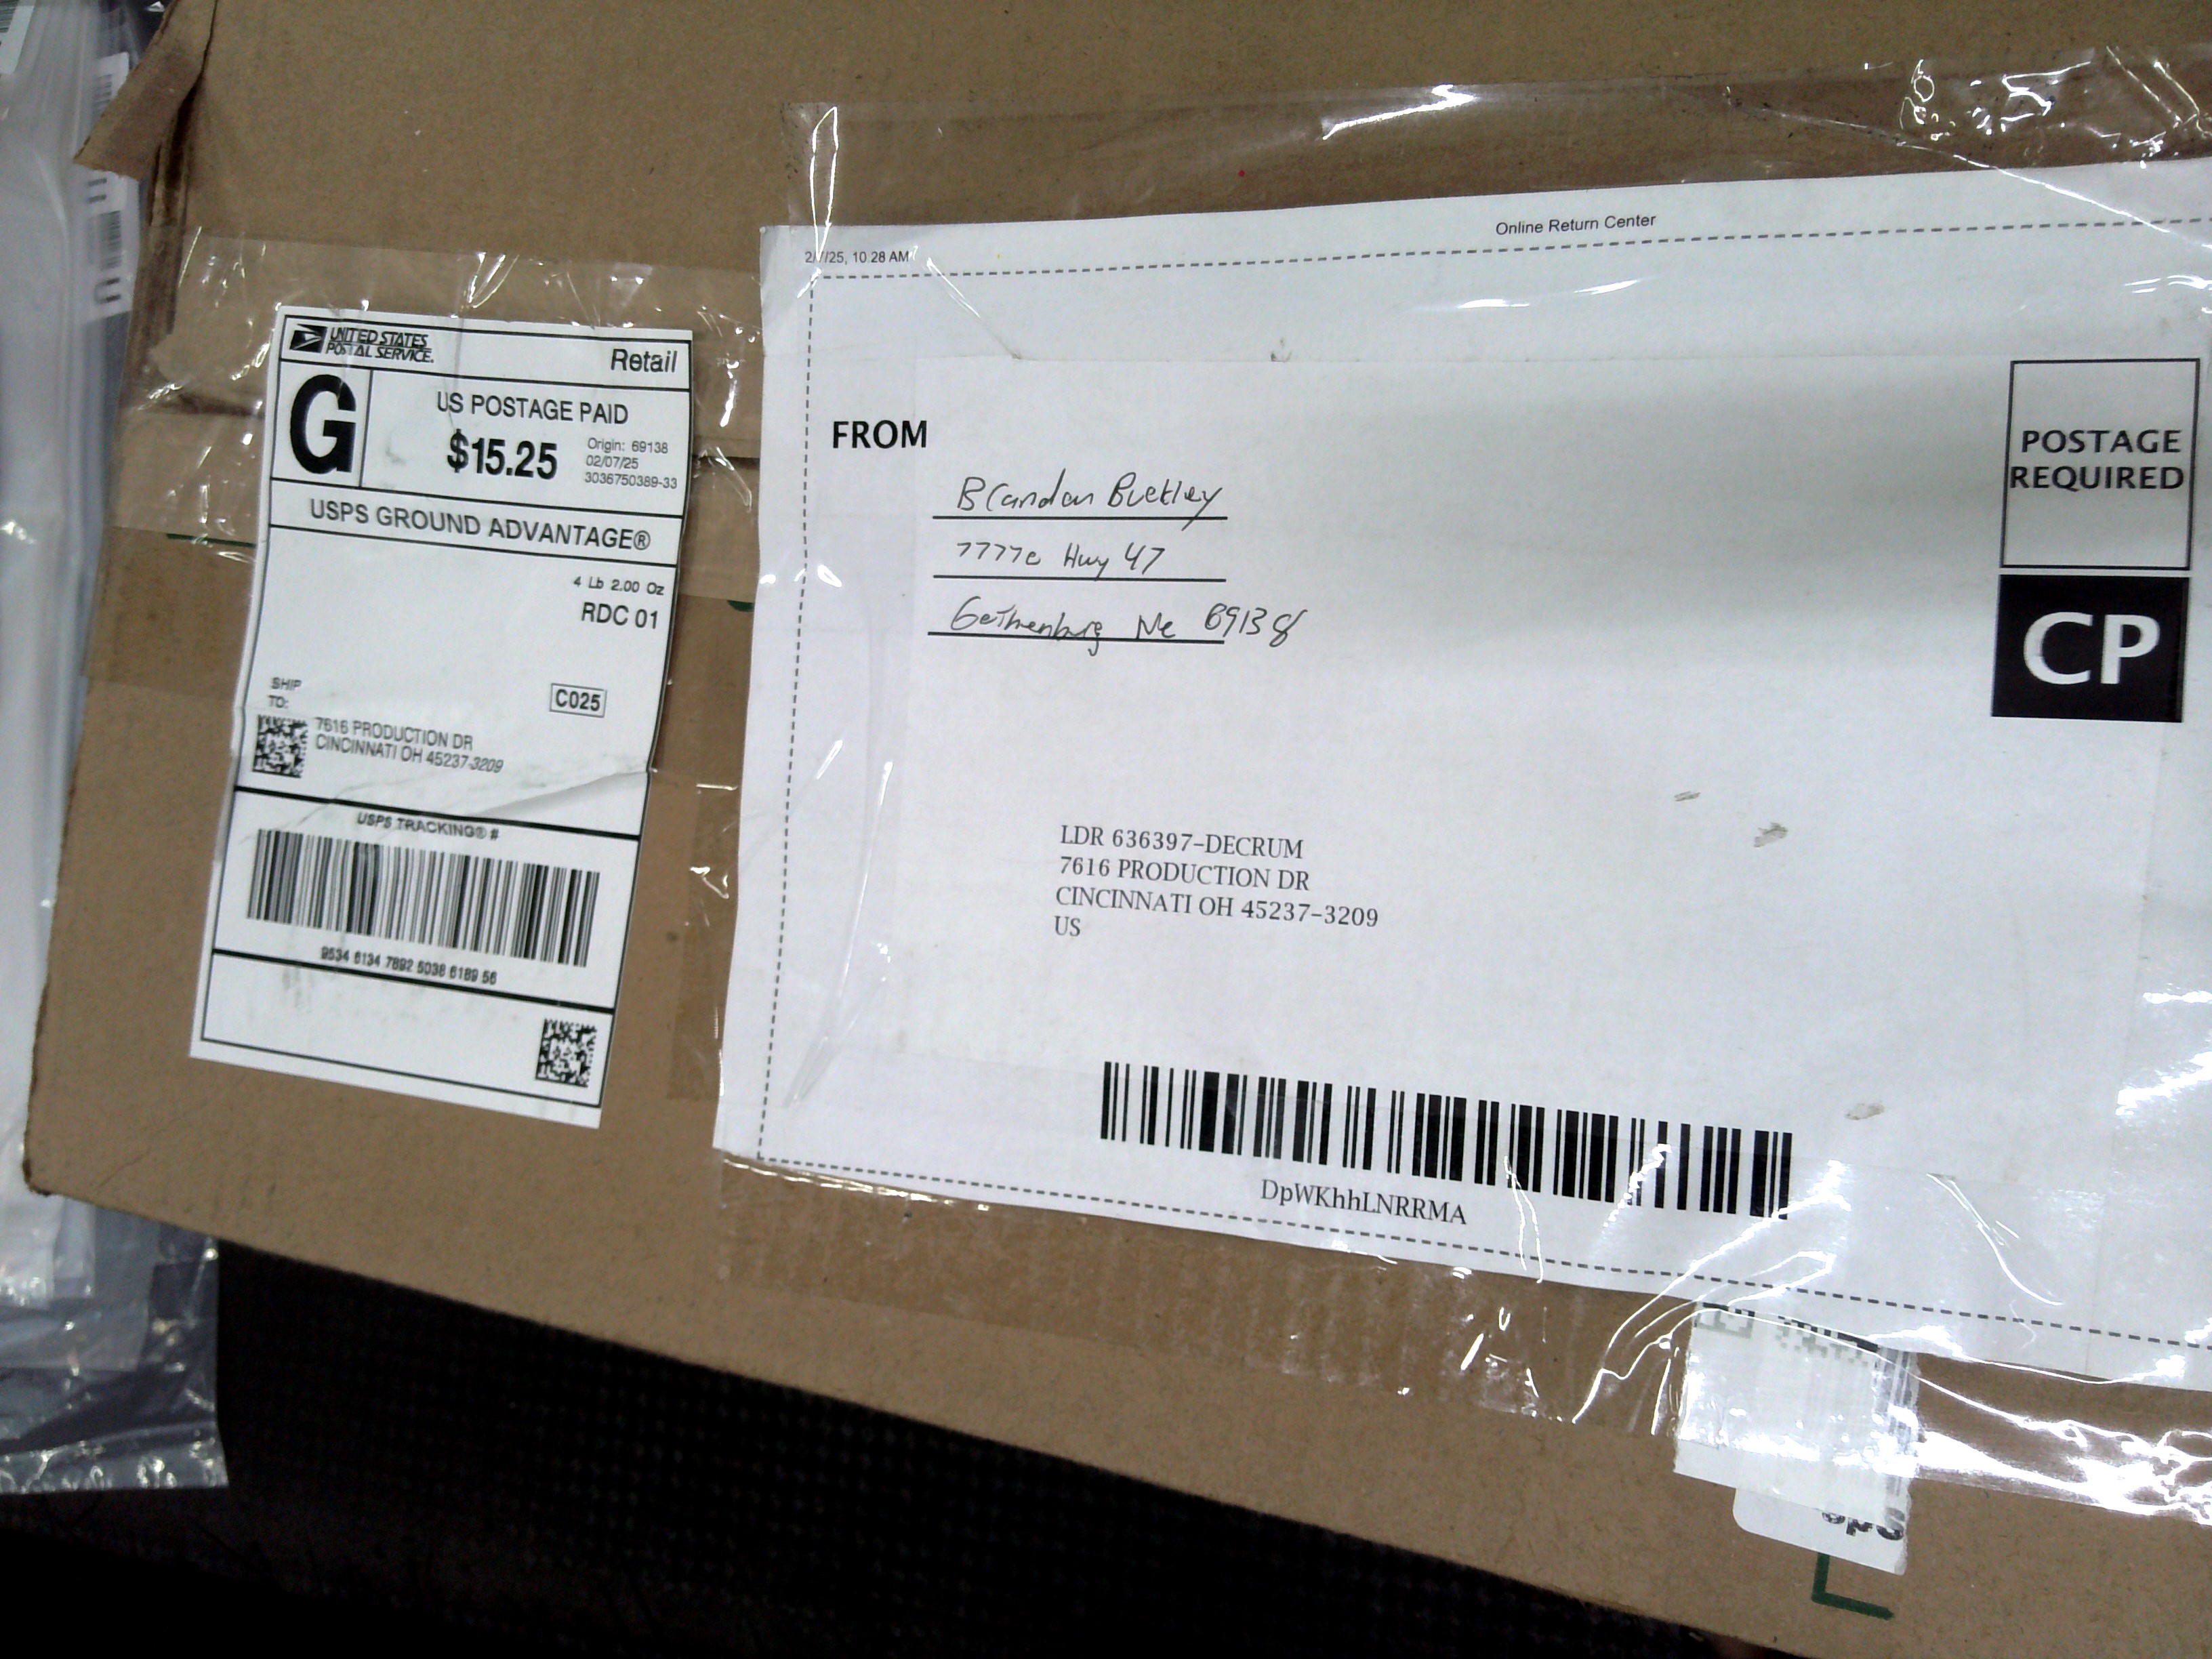 UNITED STATES
POSTAL SERVICE.
Retail
G
US POSTAGE PAID
$15.25
Origin: 69138
02/07/25
3036750389-33
USPS GROUND ADVANTAGE®
4 Lb 2.00 Oz
RDC 01
SHIP
TO:
C025
7616 PRODUCTION DR
CINCINNATI OH 45237-3209
USPS TRACKING® #
9534 6134 7892 5038 6189 56
2/7/25, 10:28 AM
Online Return Center
FROM
Brandon Buckley
Hwy 47
Gothenburg Ne 69138
POSTAGE
REQUIRED
CP
LDR 636397-DECRUM
7616 PRODUCTION DR
CINCINNATI OH 45237-3209
US
DpWKhhLNRRMA